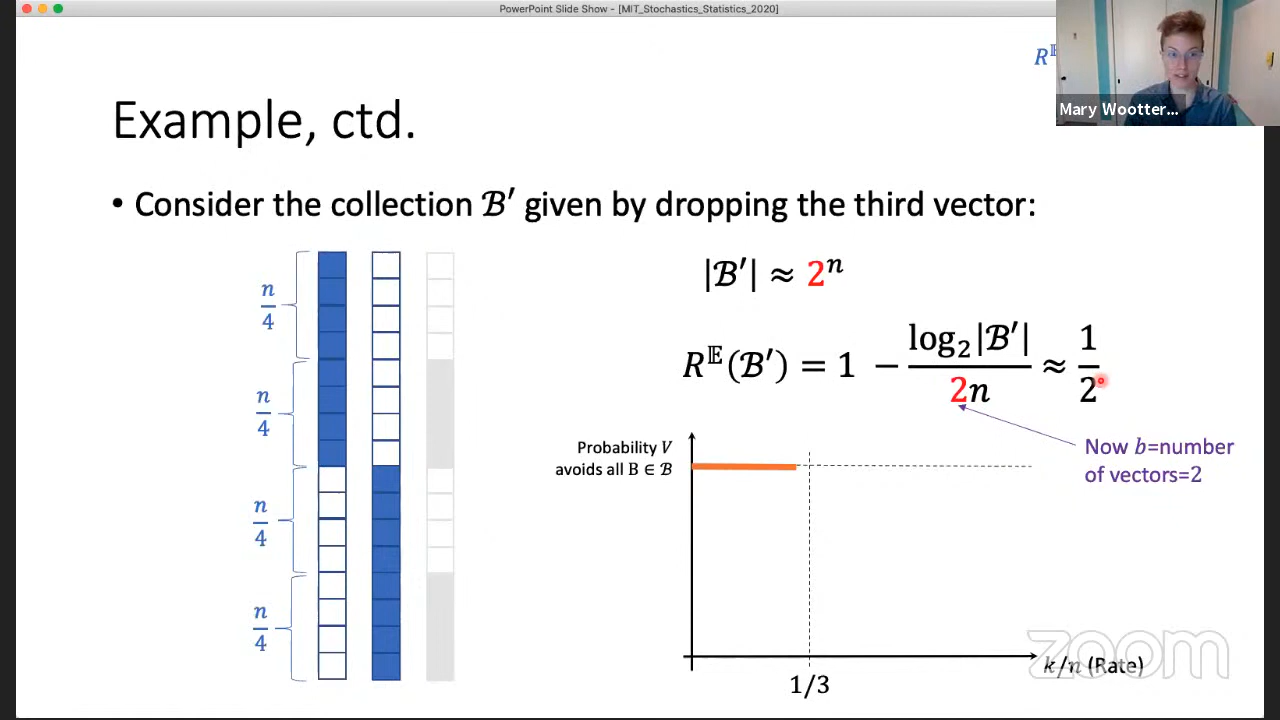 PowerPoint Slide Show - [MIT_Stochastics_Statistics_2020]
R^𝔼
Mary Wootter...
Example, ctd.
• Consider the collection ℬ′ given by dropping the third vector:
|ℬ′| ≈ 2^n
R^𝔼(ℬ′) = 1 − log₂|ℬ′| / 2n ≈ 1/2
Now b=number
of vectors=2
n/4
n/4
n/4
n/4
Probability V
avoids all B ∈ ℬ
1/3
k/n (Rate)
zoom